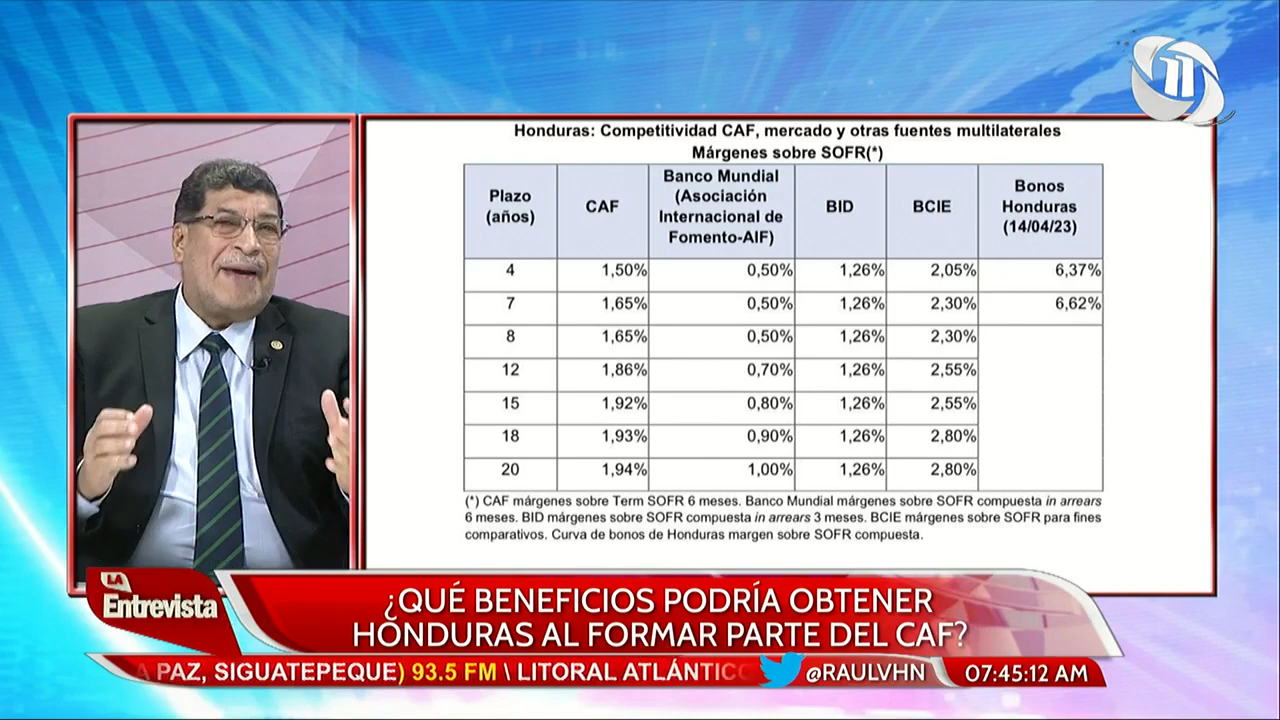 11
Honduras: Competitividad CAF, mercado y otras fuentes multilaterales
Márgenes sobre SOFR(*)
Plazo (años) CAF Banco Mundial (Asociación Internacional de Fomento-AIF) BID BCIE Bonos Honduras (14/04/23)
4 1,50% 0,50% 1,26% 2,05% 6,37%
7 1,65% 0,50% 1,26% 2,30% 6,62%
8 1,65% 0,50% 1,26% 2,30%
12 1,86% 0,70% 1,26% 2,55%
15 1,92% 0,80% 1,26% 2,55%
18 1,93% 0,90% 1,26% 2,80%
20 1,94% 1,00% 1,26% 2,80%
(*) CAF márgenes sobre Term SOFR 6 meses. Banco Mundial márgenes sobre SOFR compuesta in arrears
6 meses. BID márgenes sobre SOFR compuesta in arrears 3 meses. BCIE márgenes sobre SOFR para fines
comparativos. Curva de bonos de Honduras margen sobre SOFR compuesta.
LA
Entrevista
¿QUÉ BENEFICIOS PODRÍA OBTENER
HONDURAS AL FORMAR PARTE DEL CAF?
A PAZ, SIGUATEPEQUE) 93.5 FM \ LITORAL ATLÁNTIC @RAULVHN 07:45:12 AM